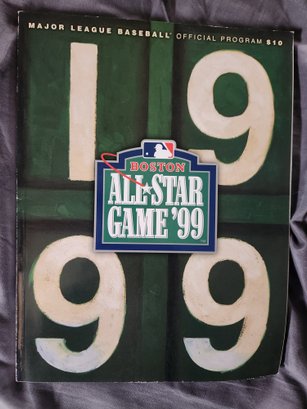 MAJOR LEAGUE BASEBALL® OFFICIAL PROGRAM $10
19
BOSTON
ALL★STAR
GAME '99
99